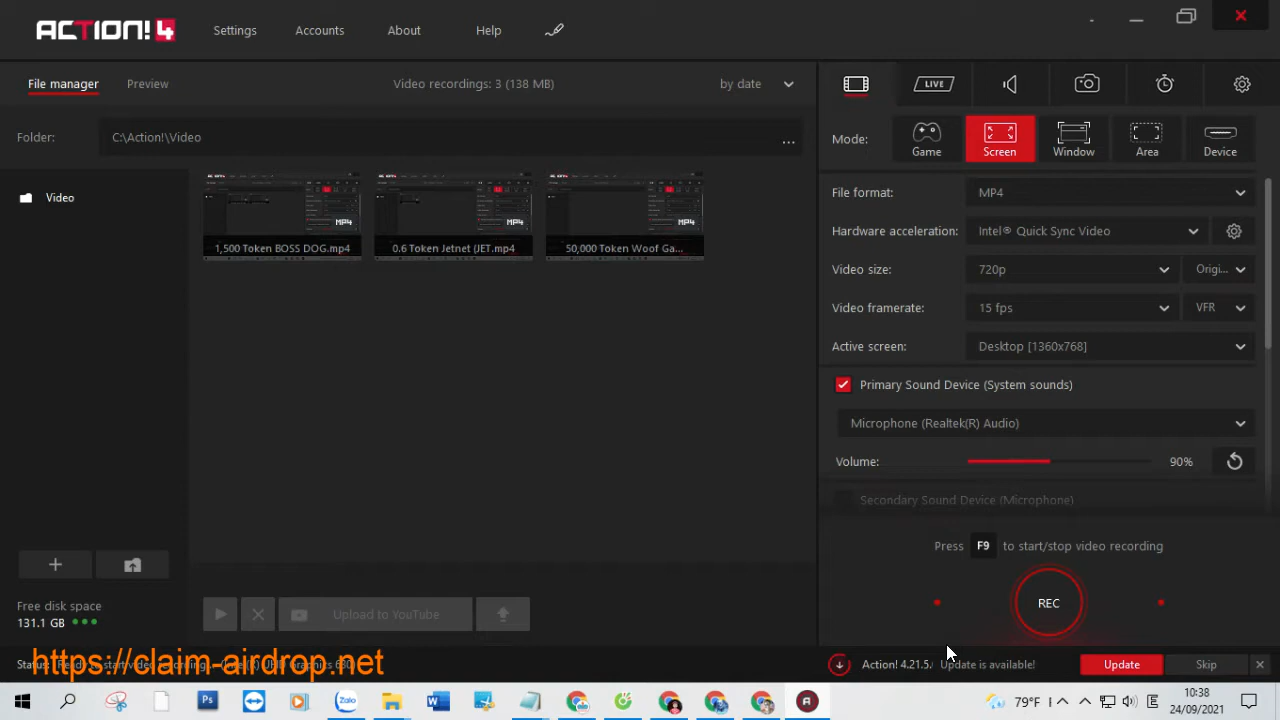 ACTION! 4
Settings
Accounts
About
Help
File manager
Preview
Video recordings: 3 (138 MB)
by date
LIVE
Folder:
C:\Action!\Video
...
Mode:
Game
Screen
Window
Area
Device
Video
MP4
MP4
MP4
1,500 Token BOSS DOG.mp4
0.6 Token Jetnet (JET.mp4
50,000 Token Woof Ga...
File format:
MP4
Hardware acceleration:
Intel® Quick Sync Video
Video size:
720p
Origi...
Video framerate:
15 fps
VFR
Active screen:
Desktop [1360x768]
Primary Sound Device (System sounds)
Microphone (Realtek(R) Audio)
Volume:
90%
Secondary Sound Device (Microphone)
Press F9 to start/stop video recording
REC
Free disk space
131.1 GB
Upload to YouTube
Status:
https://claim-airdrop.net
Action! 4.21.5.
Update is available!
Update
Skip
Ps
W
Zalo
A
79°F
E
10:38
24/09/2021